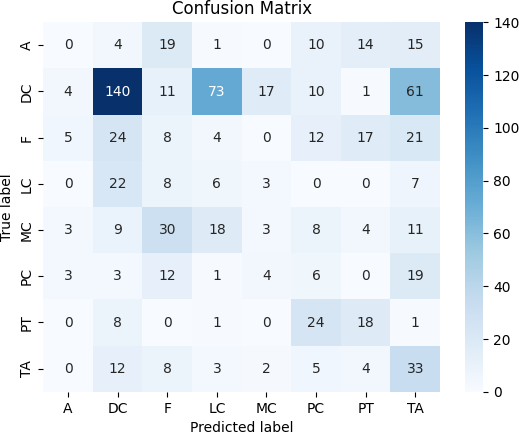 Confusion Matrix
True label
A 0 4 19 1 0 10 14 15
DC 4 140 11 73 17 10 1 61
F 5 24 8 4 0 12 17 21
LC 0 22 8 6 3 0 0 7
MC 3 9 30 18 3 8 4 11
PC 3 3 12 1 4 6 0 19
PT 0 8 0 1 0 24 18 1
TA 0 12 8 3 2 5 4 33
A DC F LC MC PC PT TA
Predicted label
140
120
100
80
60
40
20
0